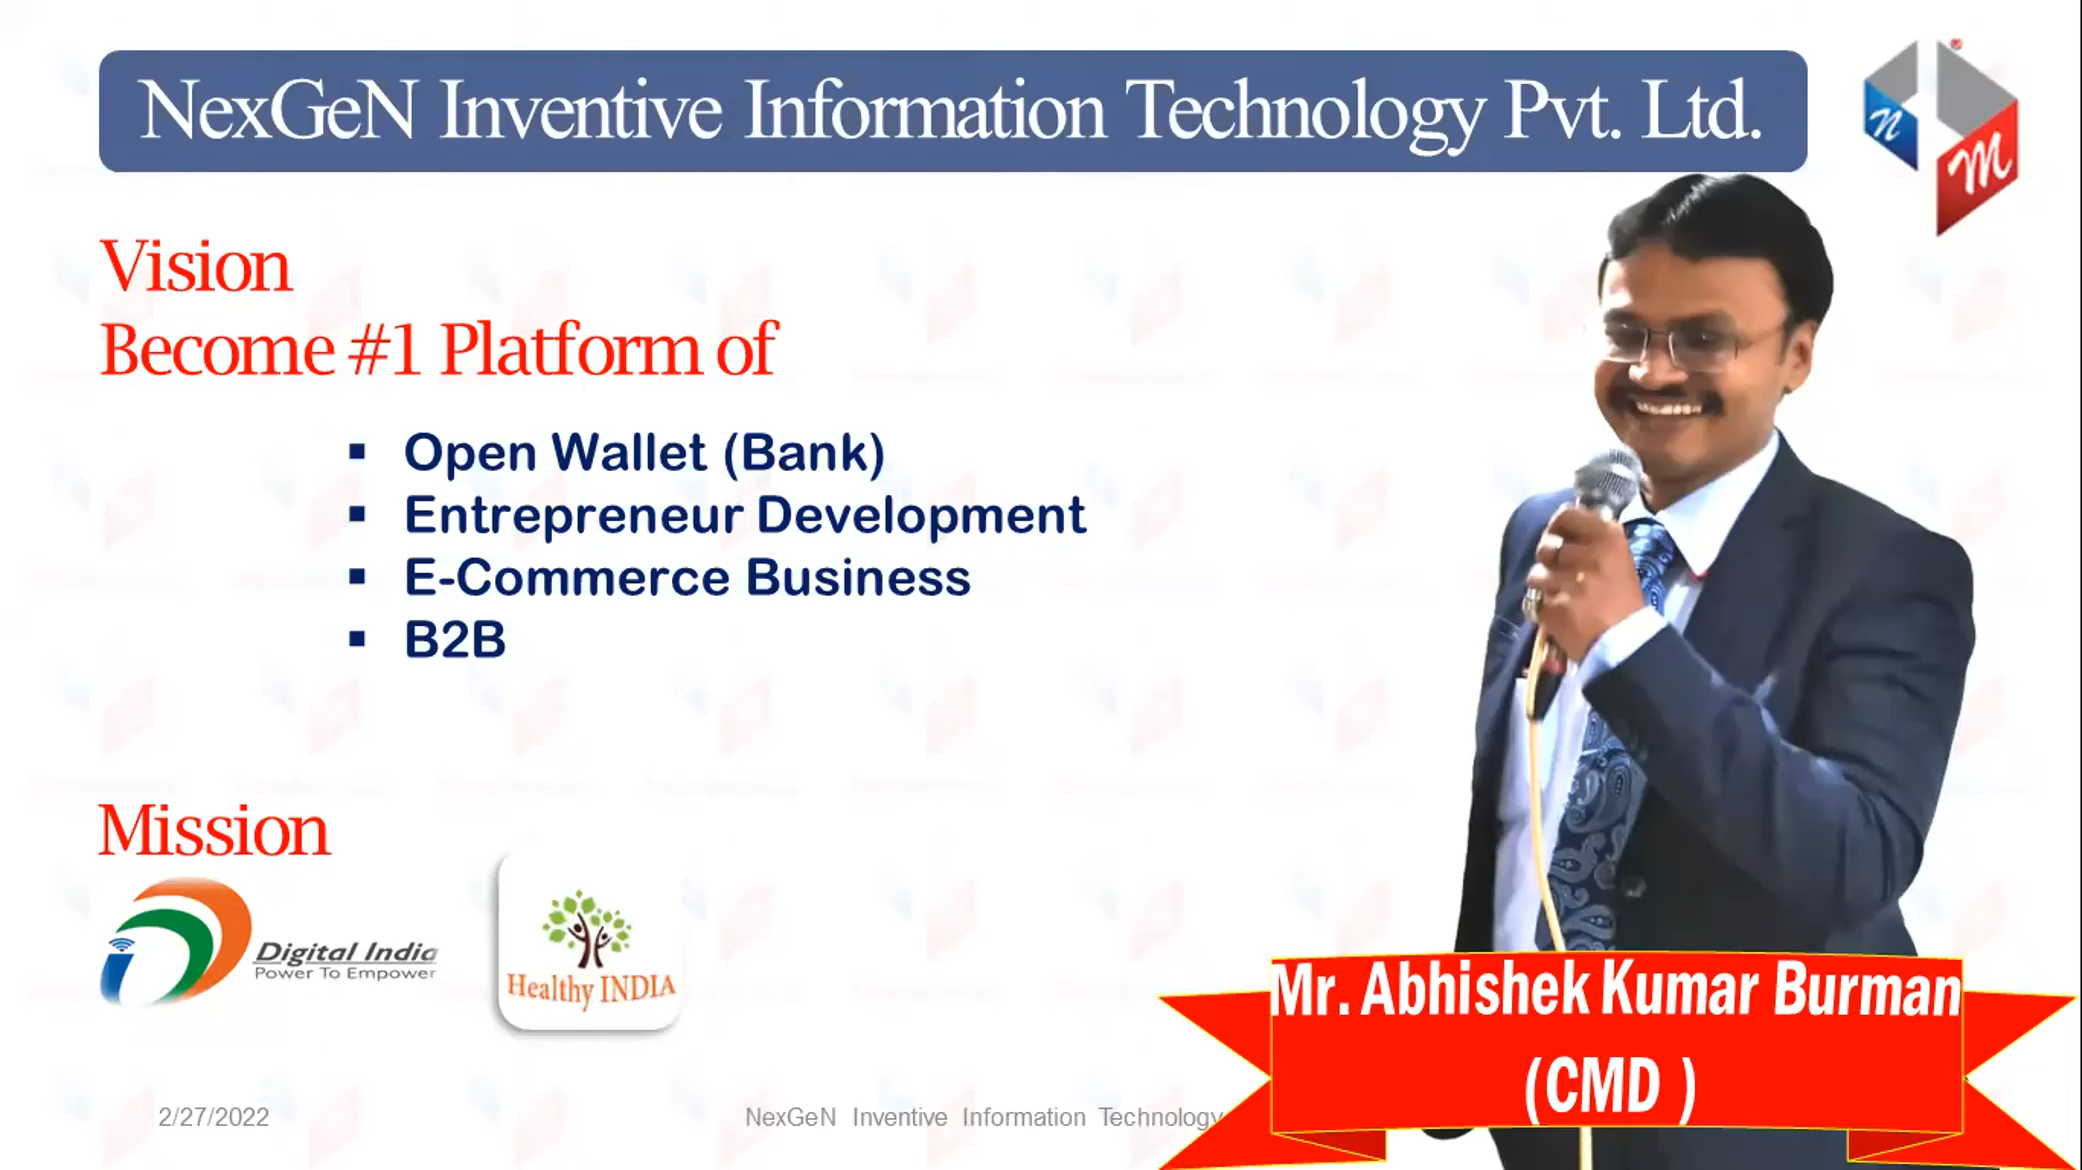 NexGeN Inventive Information Technology Pvt. Ltd.
n
M
Vision
Become #1 Platform of
Open Wallet (Bank)
Entrepreneur Development
E-Commerce Business
B2B
Mission
Digital India
Power To Empower
Healthy INDIA
Mr. Abhishek Kumar Burman
(CMD )
2/27/2022
NexGeN Inventive Information Technology